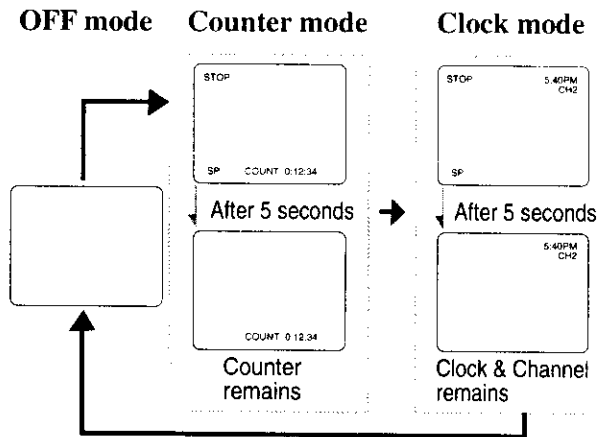 OFF mode
Counter mode
Clock mode
STOP
SP COUNT 0:12:34
After 5 seconds
COUNT 0:12:34
Counter
remains
STOP
5:40PM
CH2
SP
After 5 seconds
5:40PM
CH2
Clock & Channel
remains